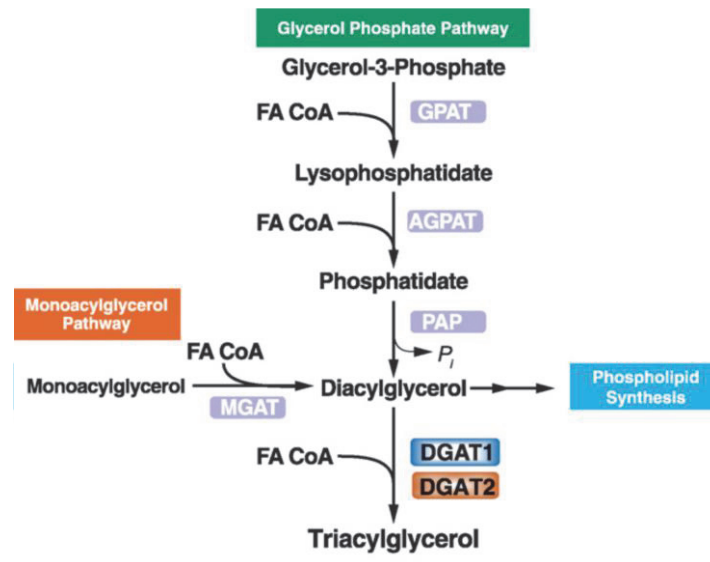 Glycerol Phosphate Pathway
Glycerol-3-Phosphate
FA CoA
GPAT
Lysophosphatidate
FA CoA
AGPAT
Phosphatidate
Monoacylglycerol
Pathway
PAP
Pi
FA CoA
Monoacylglycerol
MGAT
Diacylglycerol
Phospholipid
Synthesis
FA CoA
DGAT1
DGAT2
Triacylglycerol